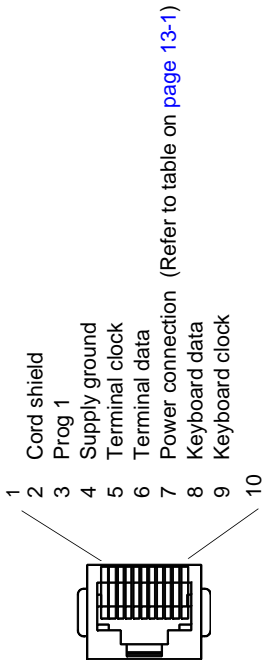 1
2 Cord shield
3 Prog 1
4 Supply ground
5 Terminal clock
6 Terminal data
7 Power connection (Refer to table on page 13-1)
8 Keyboard data
9 Keyboard clock
10